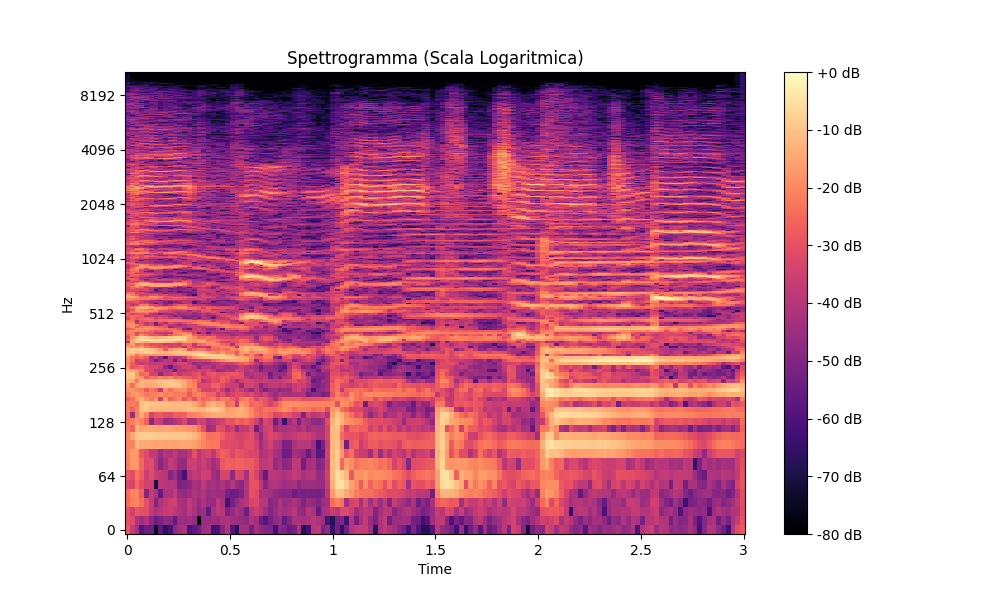 Spettrogramma (Scala Logaritmica)
Hz
8192
4096
2048
1024
512
256
128
64
0
0
0.5
1
1.5
2
2.5
3
Time
+0 dB
-10 dB
-20 dB
-30 dB
-40 dB
-50 dB
-60 dB
-70 dB
-80 dB